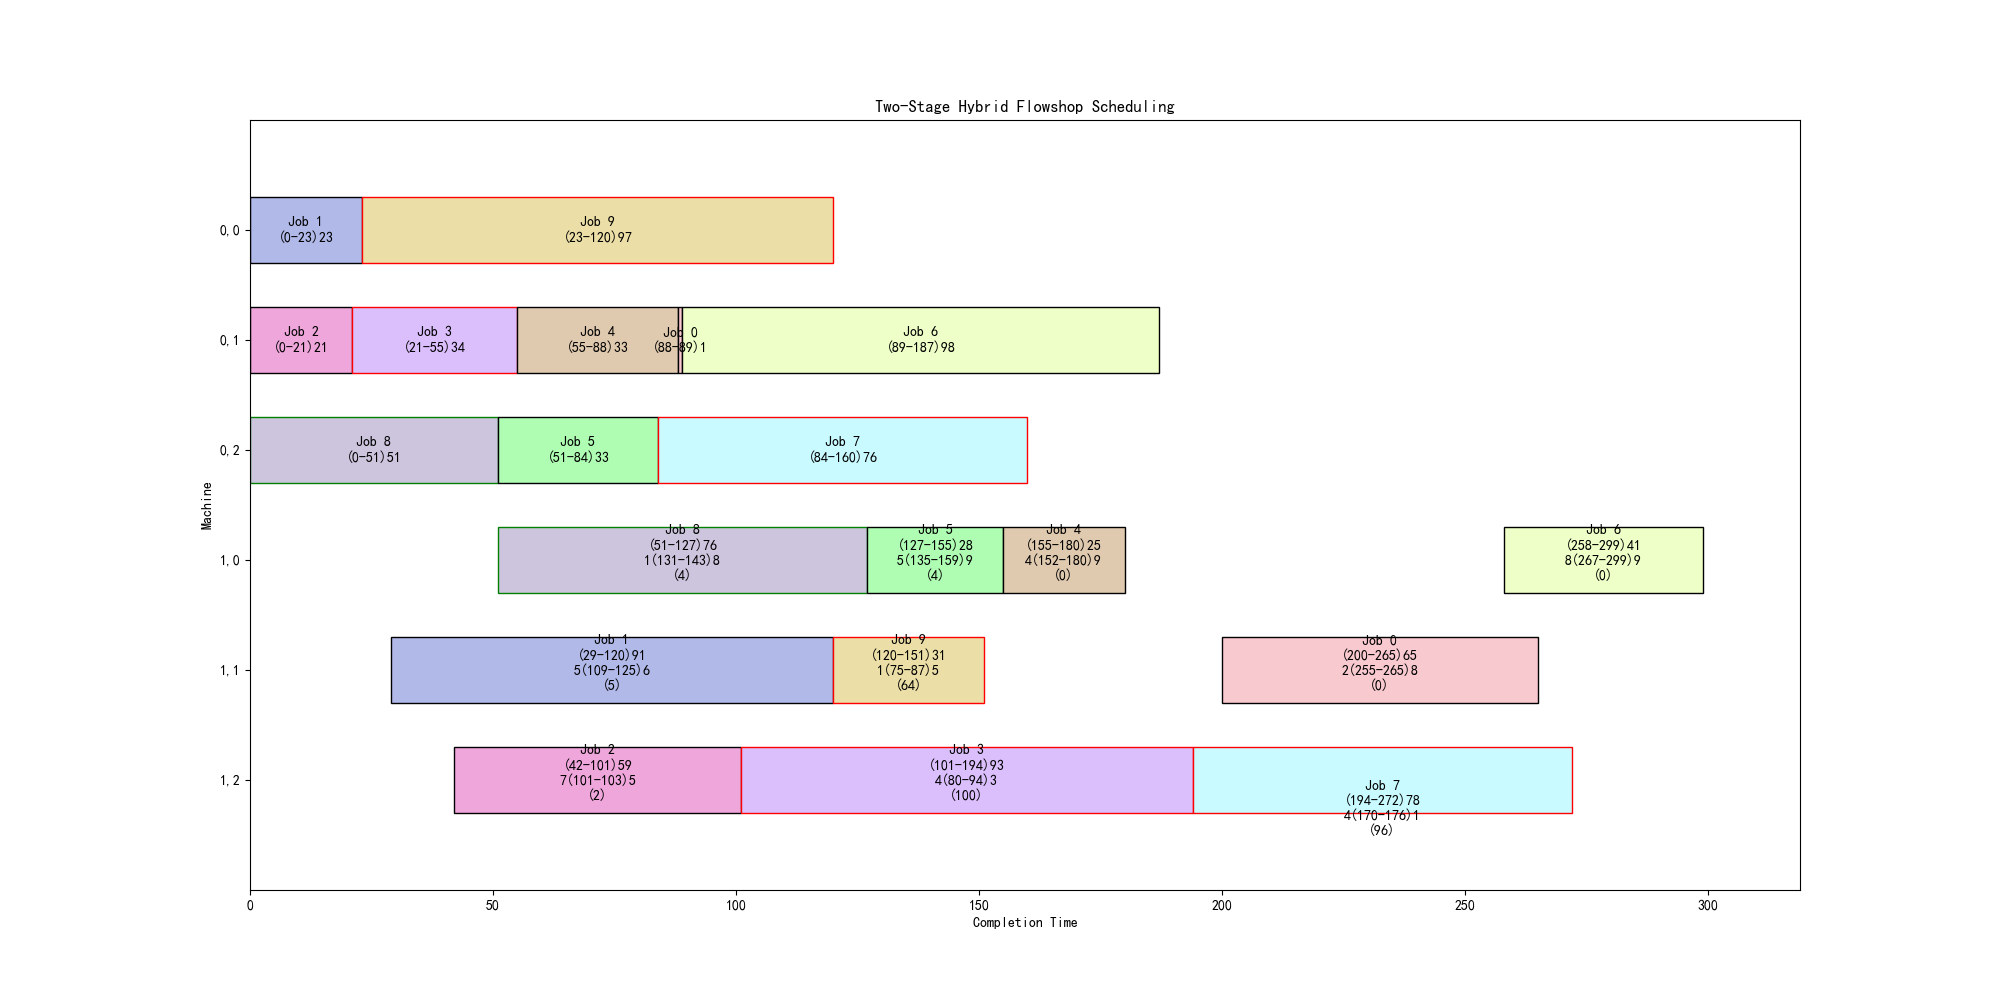 Two-Stage Hybrid Flowshop Scheduling
0,0
Job 1
(0-23)23
Job 9
(23-120)97
0,1
Job 2
(0-21)21
Job 3
(21-55)34
Job 4
(55-88)33
Job 0
(88-89)1
Job 6
(89-187)98
0,2
Job 8
(0-51)51
Job 5
(51-84)33
Job 7
(84-160)76
Machine
1,0
Job 8
(51-127)76
1(131-143)8
(4)
Job 5
(127-155)28
5(135-159)9
(4)
Job 4
(155-180)25
4(152-180)9
(0)
Job 6
(258-299)41
8(267-299)9
(0)
1,1
Job 1
(29-120)91
5(109-125)6
(5)
Job 9
(120-151)31
1(75-87)5
(64)
Job 0
(200-265)65
2(255-265)8
(0)
1,2
Job 2
(42-101)59
7(101-103)5
(2)
Job 3
(101-194)93
4(80-94)3
(100)
Job 7
(194-272)78
4(170-176)1
(96)
0
50
100
150
200
250
300
Completion Time